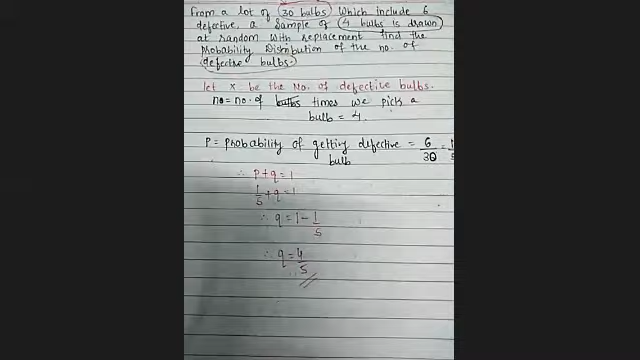 From a lot of 30 bulbs Which include 6
defective, a sample of 4 bulbs is drawn
at random with replacement find the
probability Distribution of the no. of
defective bulbs.
let x be the No. of defective bulbs.
no = no. of bulbs times we pick a
bulb = 4.
P = probability of getting defective = 6/30 = 1/5
bulb
∴ P + q = 1
1/5 + q = 1
∴ q = 1 - 1/5
∴ q = 4/5